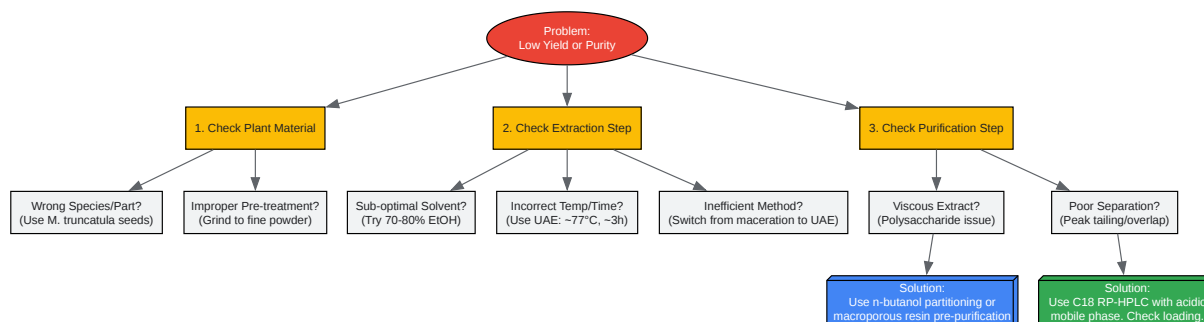 Problem:
Low Yield or Purity
1. Check Plant Material
2. Check Extraction Step
3. Check Purification Step
Wrong Species/Part?
(Use M. truncatula seeds)
Improper Pre-treatment?
(Grind to fine powder)
Sub-optimal Solvent?
(Try 70-80% EtOH)
Incorrect Temp/Time?
(Use UAE: ~77°C, ~3h)
Inefficient Method?
(Switch from maceration to UAE)
Viscous Extract?
(Polysaccharide issue)
Poor Separation?
(Peak tailing/overlap)
Solution:
Use n-butanol partitioning or
macroporous resin pre-purification
Solution:
Use C18 RP-HPLC with acidic
mobile phase. Check loading